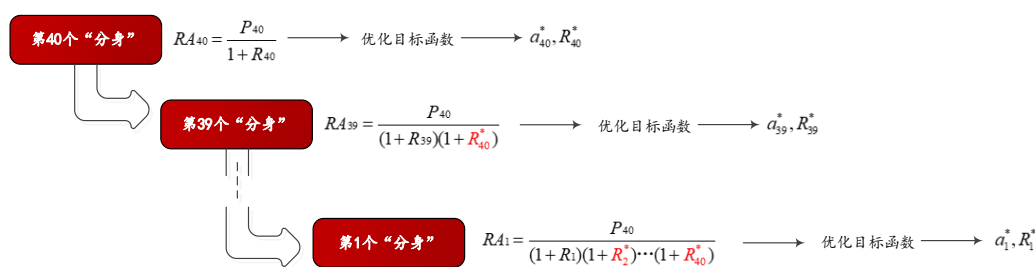 第40个“分身” RA₄₀ = P₄₀ / (1+R₄₀) 优化目标函数 a*₄₀, R*₄₀
第39个“分身” RA₃₉ = P₄₀ / (1+R₃₉)(1+R*₄₀) 优化目标函数 a*₃₉, R*₃₉
第1个“分身” RA₁ = P₄₀ / (1+R₁)(1+R*₂)⋯(1+R*₄₀) 优化目标函数 a*₁, R*₁